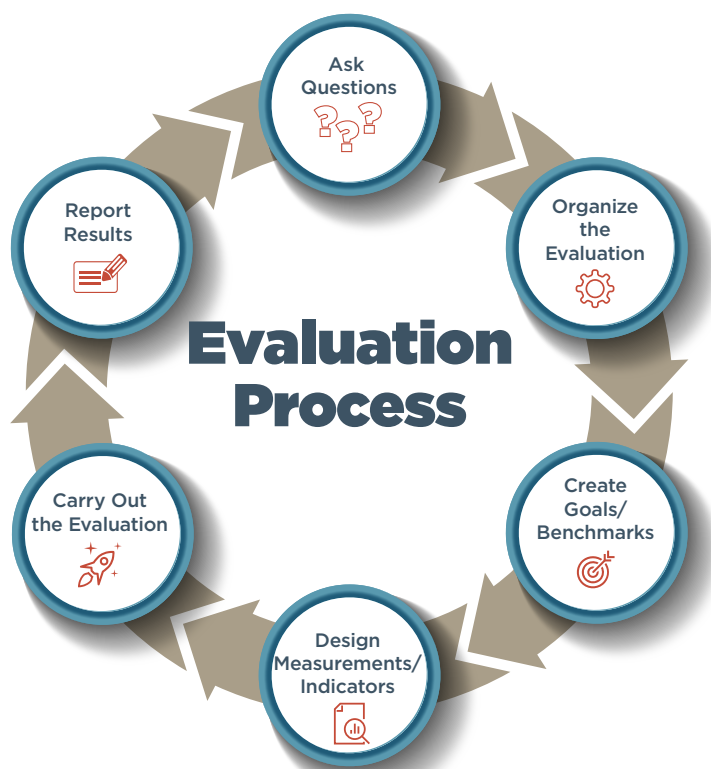 Ask
Questions
Organize
the
Evaluation
Create
Goals/
Benchmarks
Design
Measurements/
Indicators
Carry Out
the Evaluation
Report
Results
Evaluation
Process